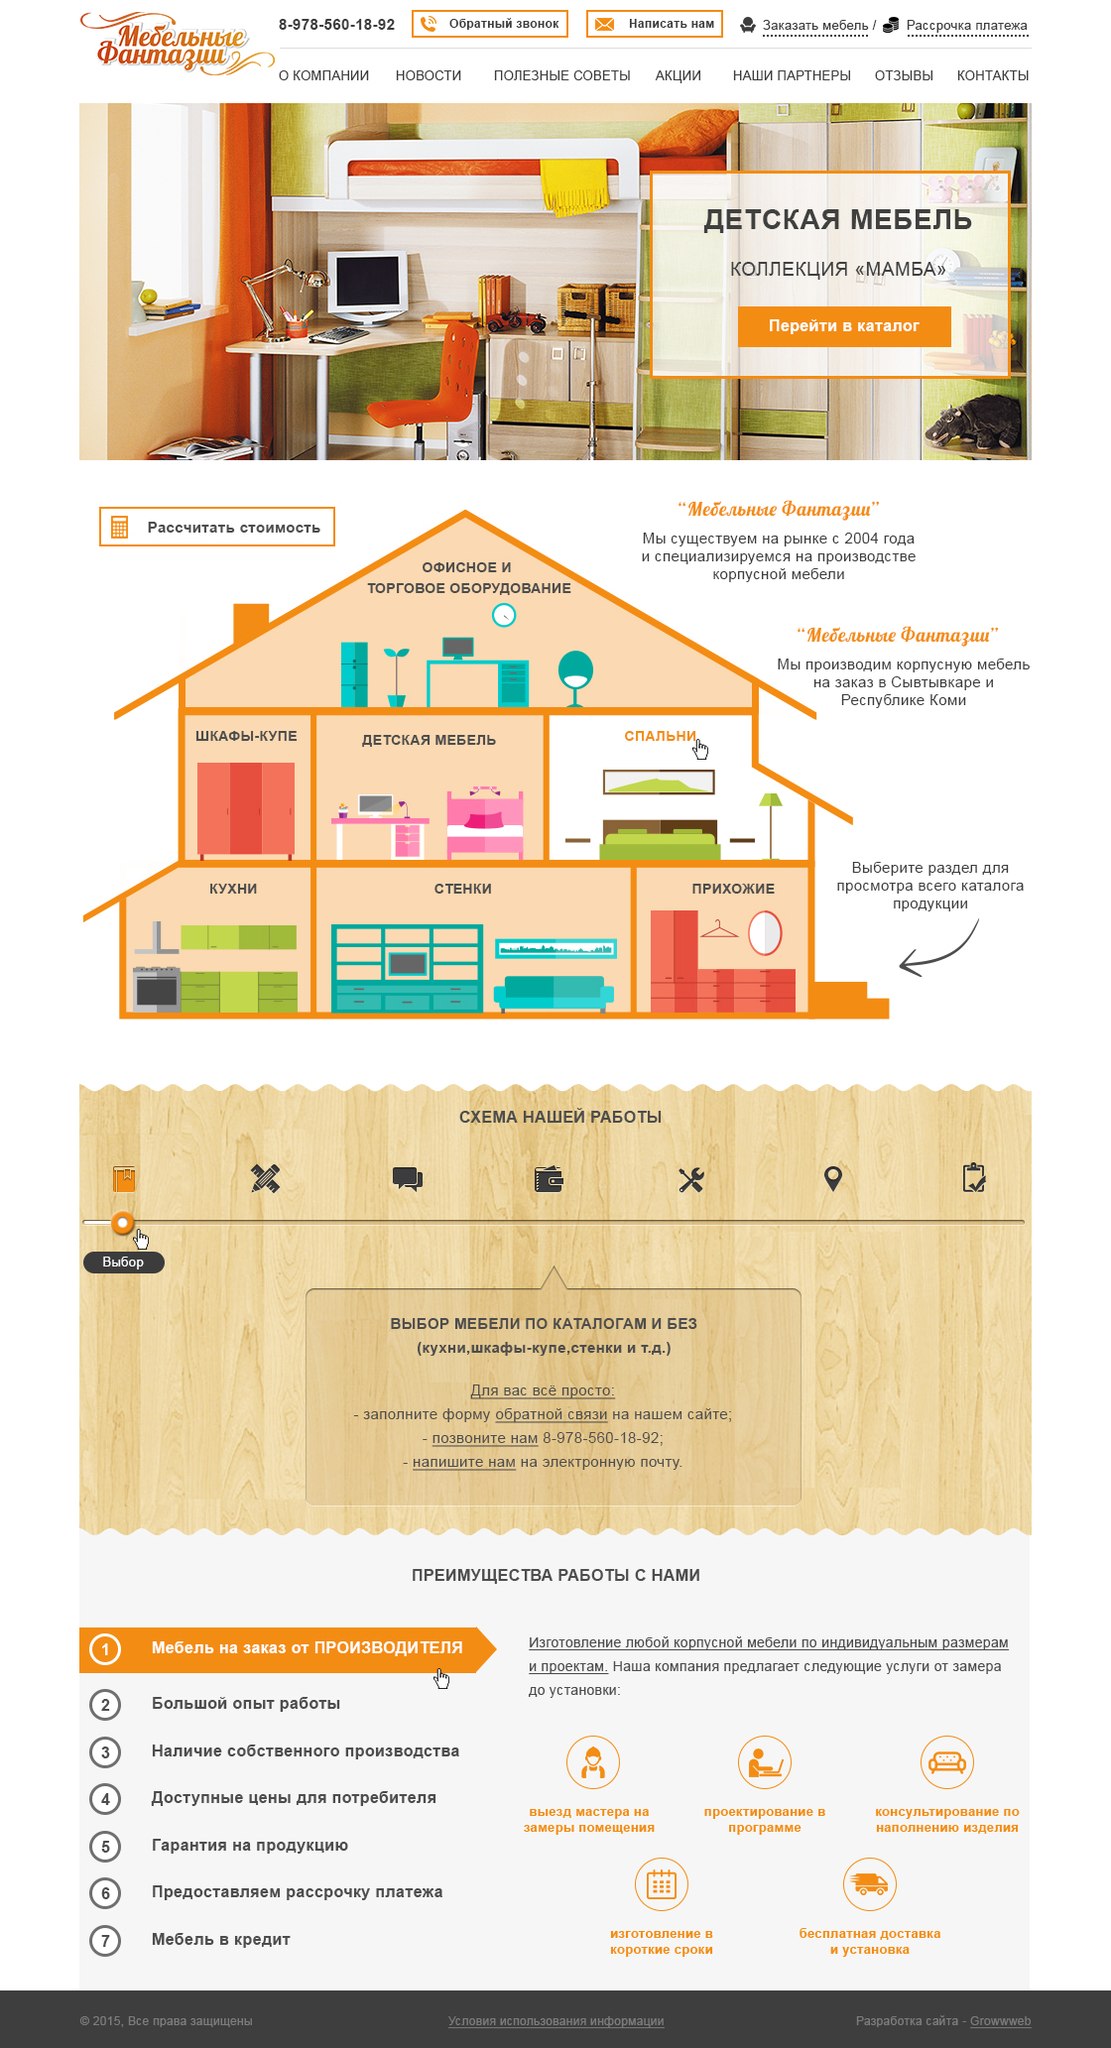 Мебельные
Фантазии
8-978-560-18-92
Обратный звонок
Написать нам
Заказать мебель /
Рассрочка платежа
О КОМПАНИИ
НОВОСТИ
ПОЛЕЗНЫЕ СОВЕТЫ
АКЦИИ
НАШИ ПАРТНЕРЫ
ОТЗЫВЫ
КОНТАКТЫ
ДЕТСКАЯ МЕБЕЛЬ
КОЛЛЕКЦИЯ «МАМБА»
Перейти в каталог
Рассчитать стоимость
“Мебельные Фантазии”
Мы существуем на рынке с 2004 года
и специализируемся на производстве
корпусной мебели
“Мебельные Фантазии”
Мы производим корпусную мебель
на заказ в Сывтывкаре и
Республике Коми
ОФИСНОЕ И
ТОРГОВОЕ ОБОРУДОВАНИЕ
ШКАФЫ-КУПЕ
ДЕТСКАЯ МЕБЕЛЬ
СПАЛЬНИ
КУХНИ
СТЕНКИ
ПРИХОЖИЕ
Выберите раздел для
просмотра всего каталога
продукции
СХЕМА НАШЕЙ РАБОТЫ
Выбор
ВЫБОР МЕБЕЛИ ПО КАТАЛОГАМ И БЕЗ
(кухни,шкафы-купе,стенки и т.д.)
Для вас всё просто:
- заполните форму обратной связи на нашем сайте;
- позвоните нам 8-978-560-18-92;
- напишите нам на электронную почту.
ПРЕИМУЩЕСТВА РАБОТЫ С НАМИ
1 Мебель на заказ от ПРОИЗВОДИТЕЛЯ
2 Большой опыт работы
3 Наличие собственного производства
4 Доступные цены для потребителя
5 Гарантия на продукцию
6 Предоставляем рассрочку платежа
7 Мебель в кредит
Изготовление любой корпусной мебели по индивидуальным размерам
и проектам. Наша компания предлагает следующие услуги от замера
до установки:
выезд мастера на
замеры помещения
проектирование в
программе
консультирование по
наполнению изделия
изготовление в
короткие сроки
бесплатная доставка
и установка
© 2015, Все права защищены
Условия использования информации
Разработка сайта - Growwweb